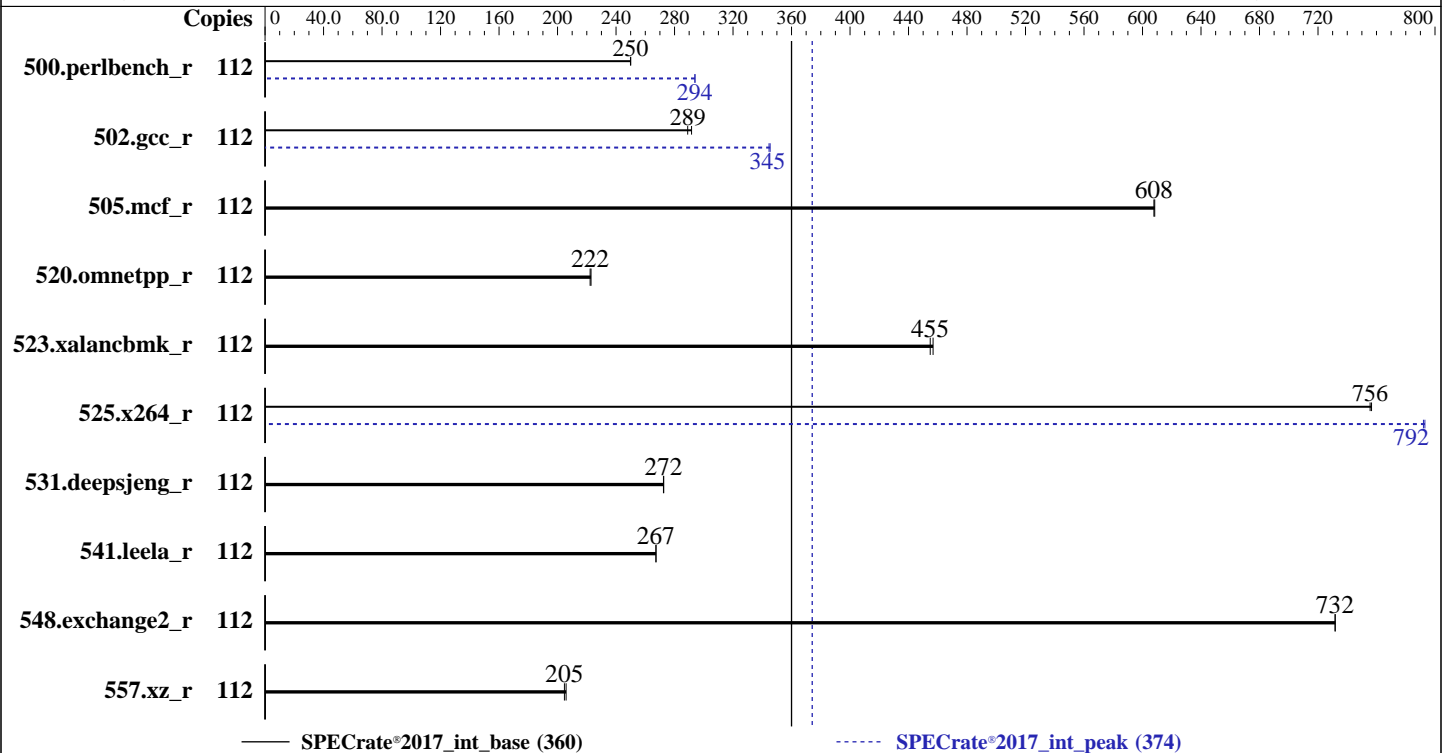 Copies 0 40.0 80.0 120 160 200 240 280 320 360 400 440 480 520 560 600 640 680 720 800
500.perlbench_r 112 250
294
502.gcc_r 112 289
345
505.mcf_r 112 608
520.omnetpp_r 112 222
523.xalancbmk_r 112 455
525.x264_r 112 756
792
531.deepsjeng_r 112 272
541.leela_r 112 267
548.exchange2_r 112 732
557.xz_r 112 205
SPECrate®2017_int_base (360) SPECrate®2017_int_peak (374)